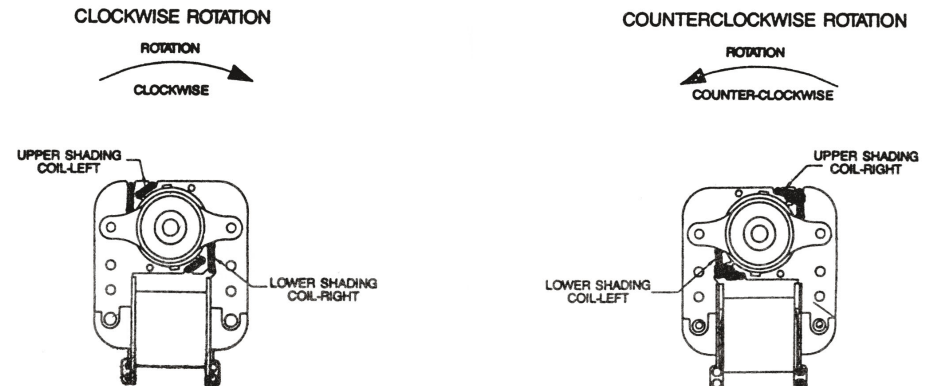 CLOCKWISE ROTATION
ROTATION
CLOCKWISE
UPPER SHADING
COIL-LEFT
LOWER SHADING
COIL-RIGHT
COUNTERCLOCKWISE ROTATION
ROTATION
COUNTER-CLOCKWISE
UPPER SHADING
COIL-RIGHT
LOWER SHADING
COIL-LEFT